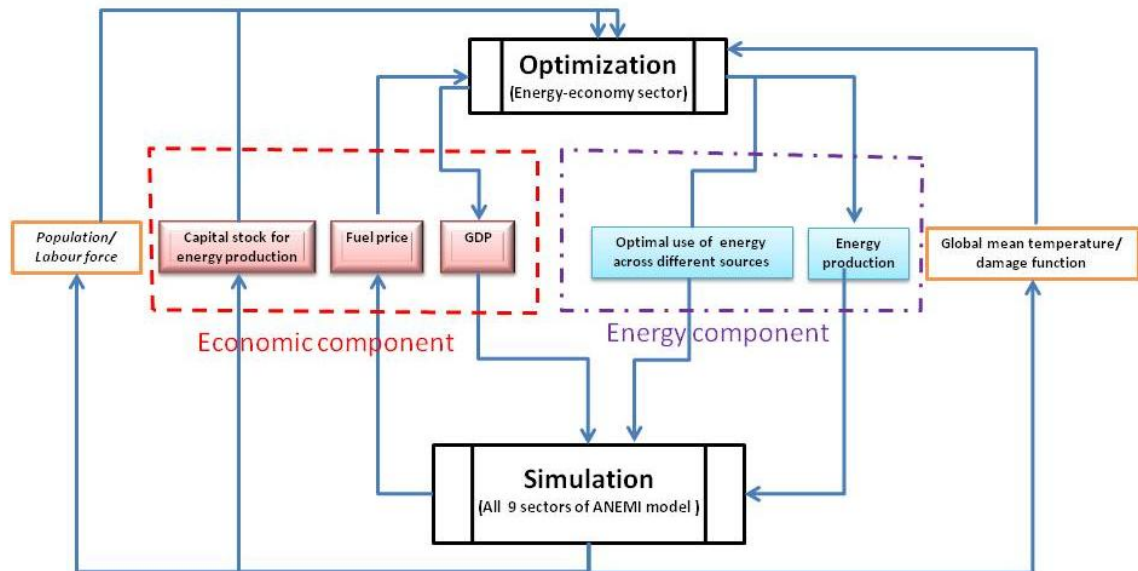 Optimization
(Energy-economy sector)
Population/
Labour force
Capital stock for
energy production
Fuel price
GDP
Optimal use of energy
across different sources
Energy
production
Global mean temperature/
damage function
Economic component
Energy component
Simulation
(All 9 sectors of ANEMI model )